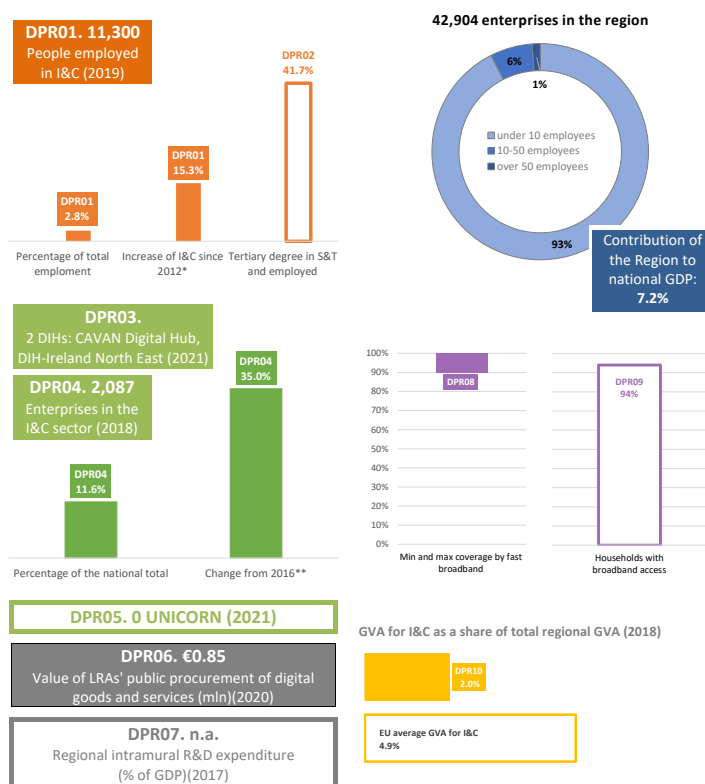 DPR01. 11,300
People employed
in I&C (2019)
DPR02
41.7%
DPR01
15.3%
DPR01
2.8%
Percentage of total
emploment
Increase of I&C since
2012*
Tertiary degree in S&T
and employed
42,904 enterprises in the region
6%
1%
under 10 employees
10-50 employees
over 50 employees
93%
Contribution of
the Region to
national GDP:
7.2%
DPR03.
2 DIHs: CAVAN Digital Hub,
DIH-Ireland North East (2021)
DPR04. 2,087
Enterprises in the
I&C sector (2018)
DPR04
35.0%
DPR04
11.6%
Percentage of the national total
Change from 2016**
100%
90%
80%
70%
60%
50%
40%
30%
20%
10%
0%
DPR08
DPR09
94%
Min and max coverage by fast
broadband
Households with
broadband access
DPR05. 0 UNICORN (2021)
DPR06. €0.85
Value of LRAs' public procurement of digital
goods and services (mln)(2020)
DPR07. n.a.
Regional intramural R&D expenditure
(% of GDP)(2017)
GVA for I&C as a share of total regional GVA (2018)
DPR10
2.0%
EU average GVA for I&C
4.9%